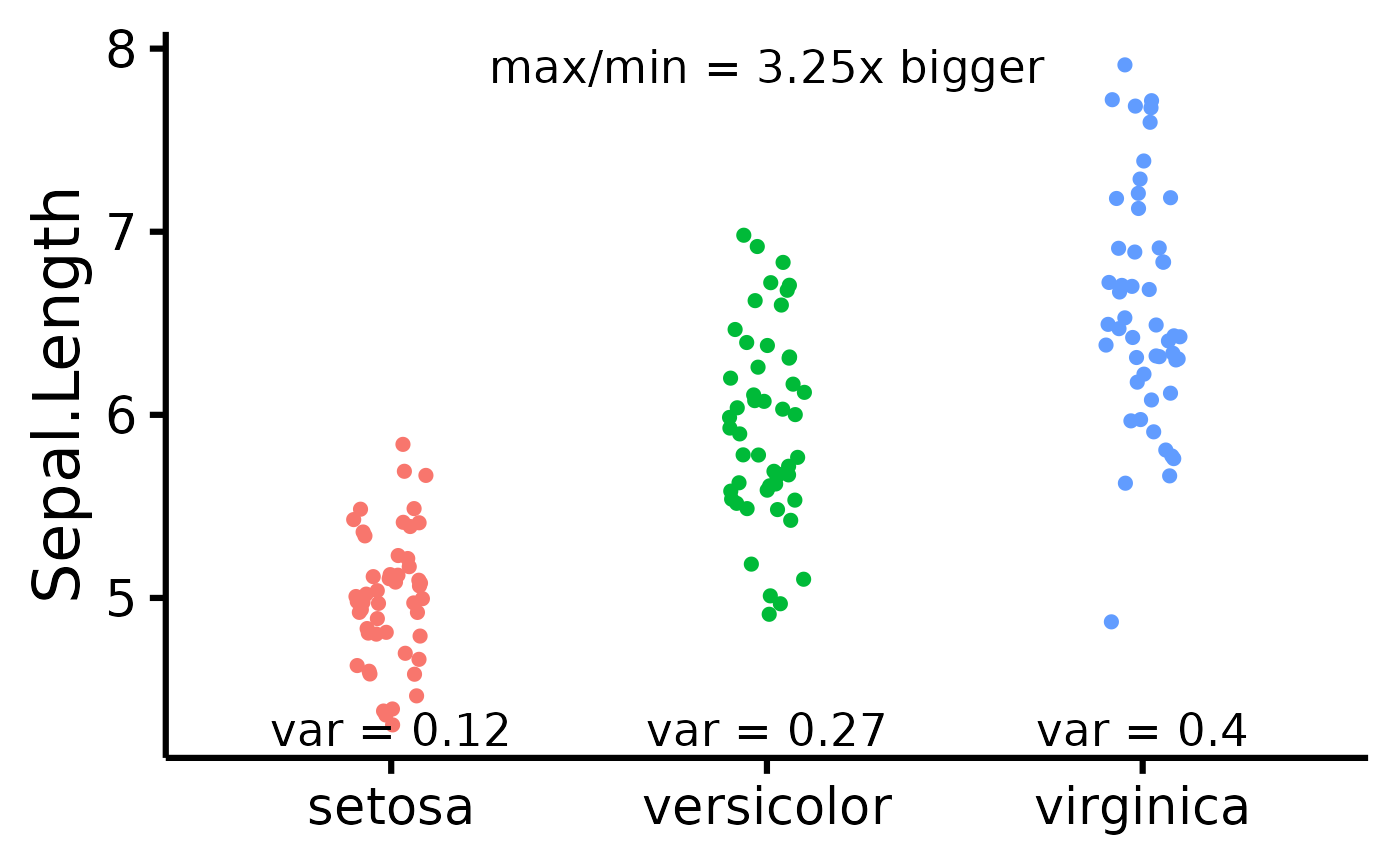 max/min = 3.25x bigger
Sepal.Length
8
7
6
5
var = 0.12 var = 0.27 var = 0.4
setosa versicolor virginica